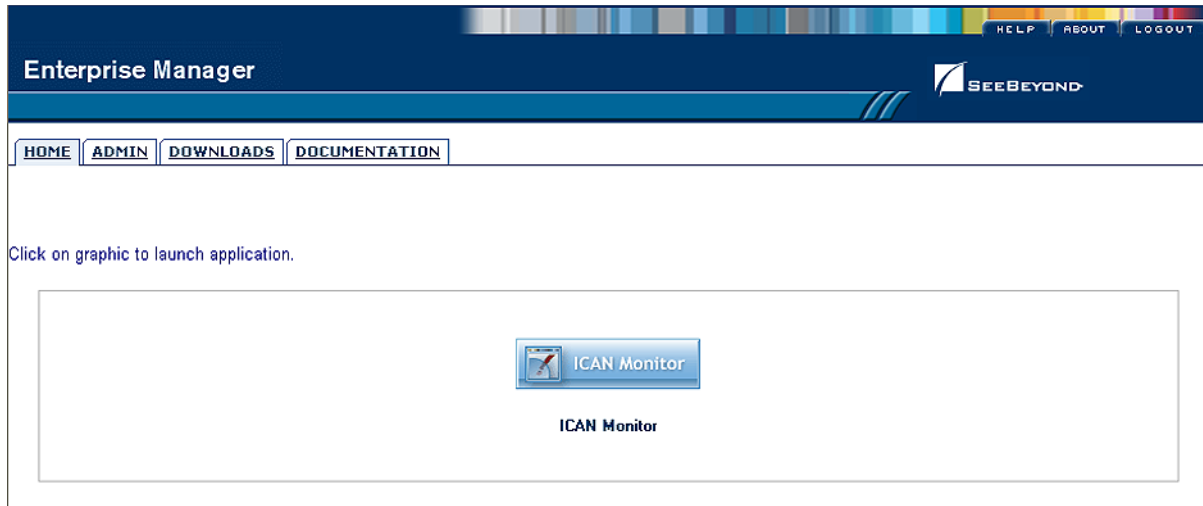 HELP ABOUT LOGOUT
Enterprise Manager
SEEBEYOND
HOME ADMIN DOWNLOADS DOCUMENTATION
Click on graphic to launch application.
ICAN Monitor
ICAN Monitor